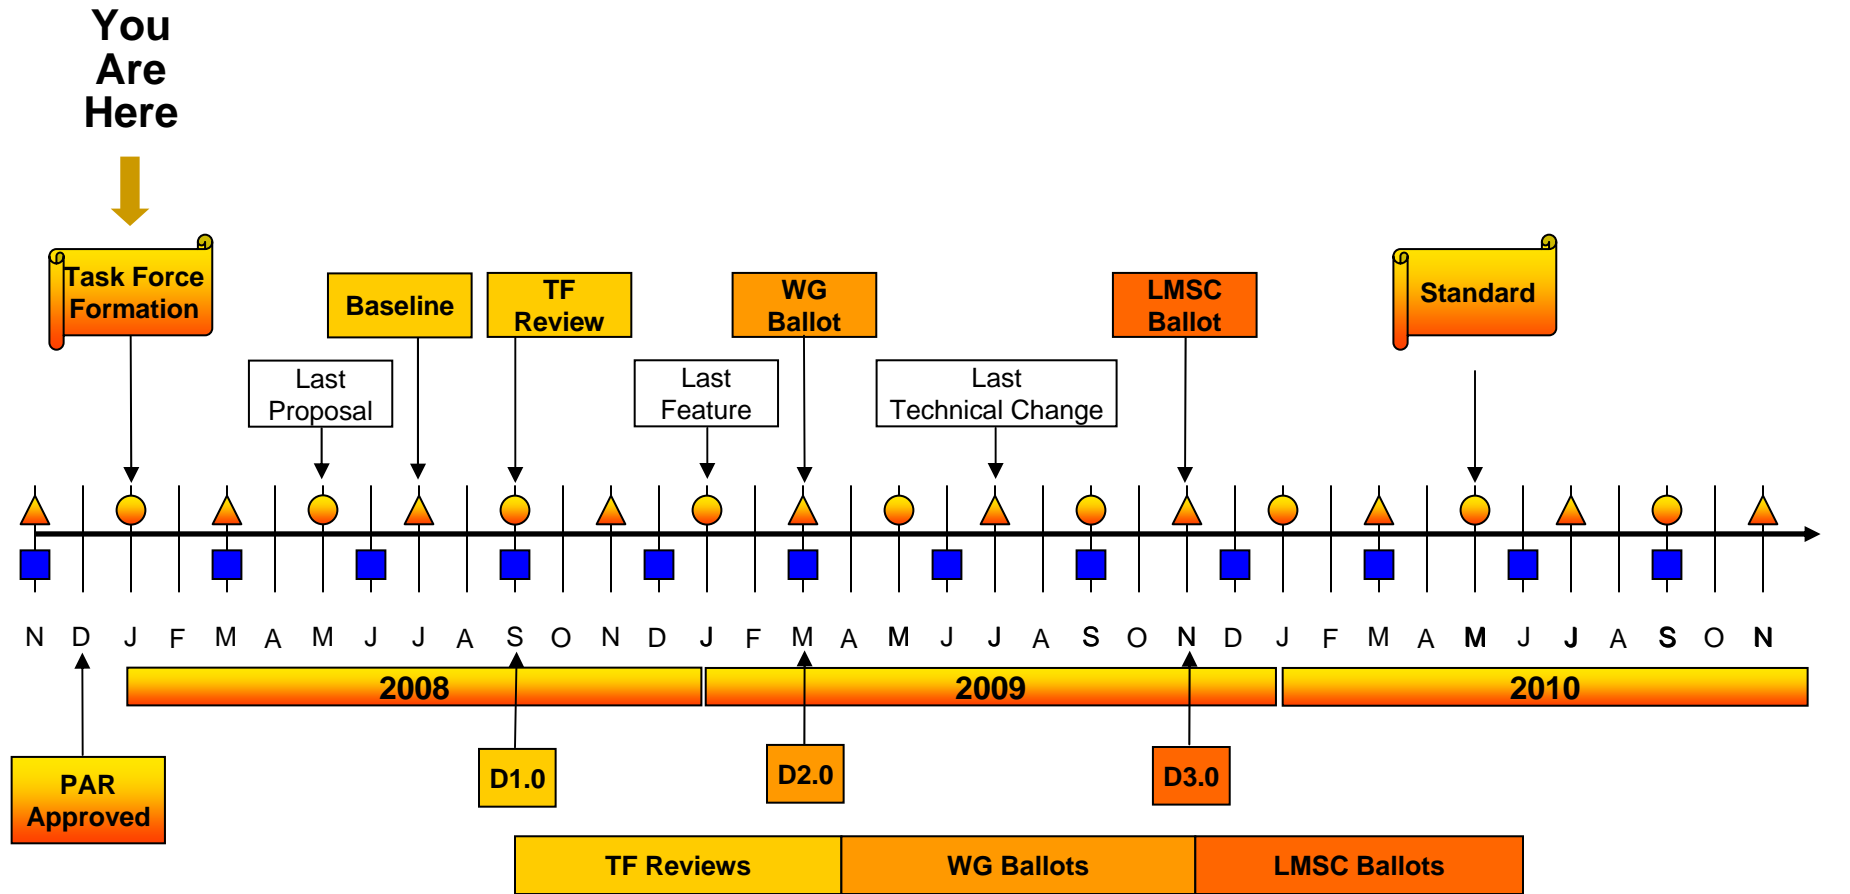 You
Are
Here
Task Force
Formation
Baseline
TF
Review
WG
Ballot
LMSC
Ballot
Standard
Last
Proposal
Last
Feature
Last
Technical Change
N D J F M A M J J A S O N D J F M A M J J A S O N D J F M A M J J A S O N
2008 2009 2010
PAR
Approved
D1.0
D2.0
D3.0
TF Reviews WG Ballots LMSC Ballots